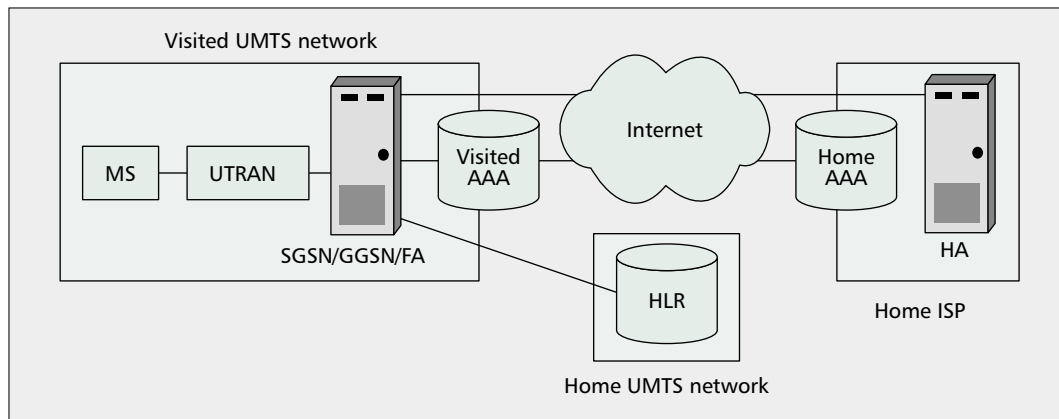 Visited UMTS network
MS
UTRAN
SGSN/GGSN/FA
Visited
AAA
Internet
Home
AAA
HA
Home ISP
HLR
Home UMTS network